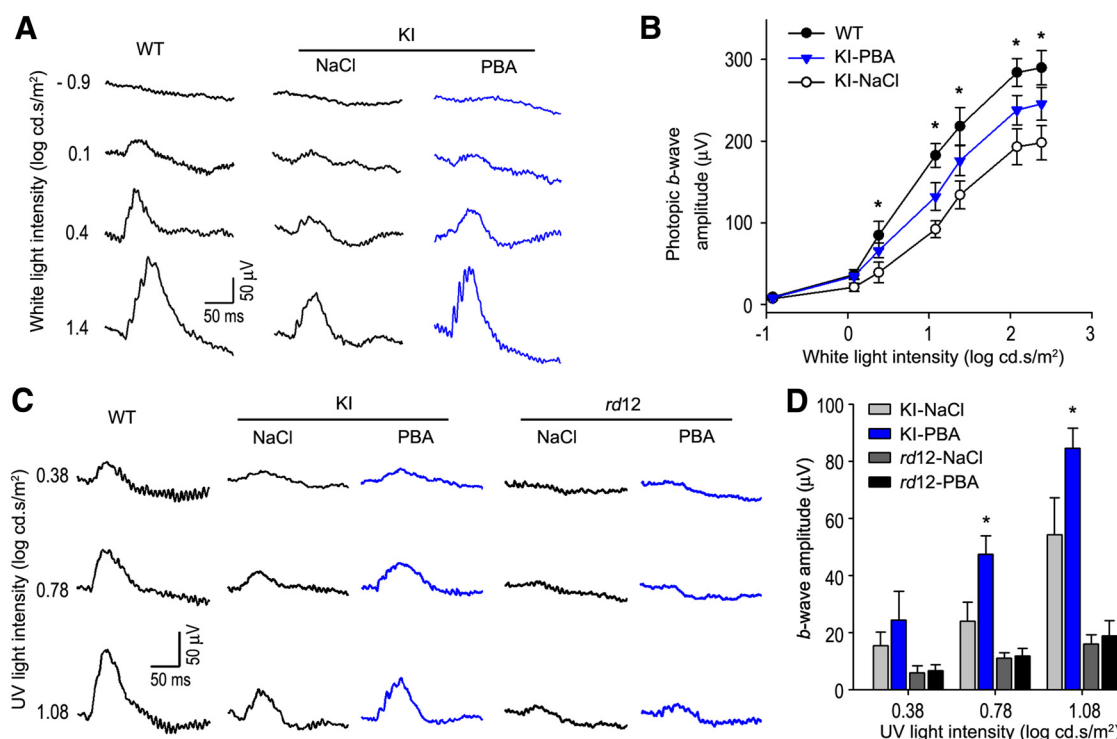 A
WT
KI
NaCl
PBA
White light intensity (log cd.s/m²)
- 0.9
0.1
0.4
1.4
50 µV
50 ms
B
WT
KI-PBA
KI-NaCl
* * * * *
Photopic b-wave
amplitude (µV)
300
200
100
0
-1 0 1 2 3
White light intensity (log cd.s/m²)
C
WT
KI
rd12
NaCl
PBA
NaCl
PBA
UV light intensity (log cd.s/m²)
0.38
0.78
1.08
50 µV
50 ms
D
KI-NaCl
KI-PBA
rd12-NaCl
rd12-PBA
* *
b-wave amplitude (µV)
100
80
60
40
20
0
0.38 0.78 1.08
UV light intensity (log cd.s/m²)